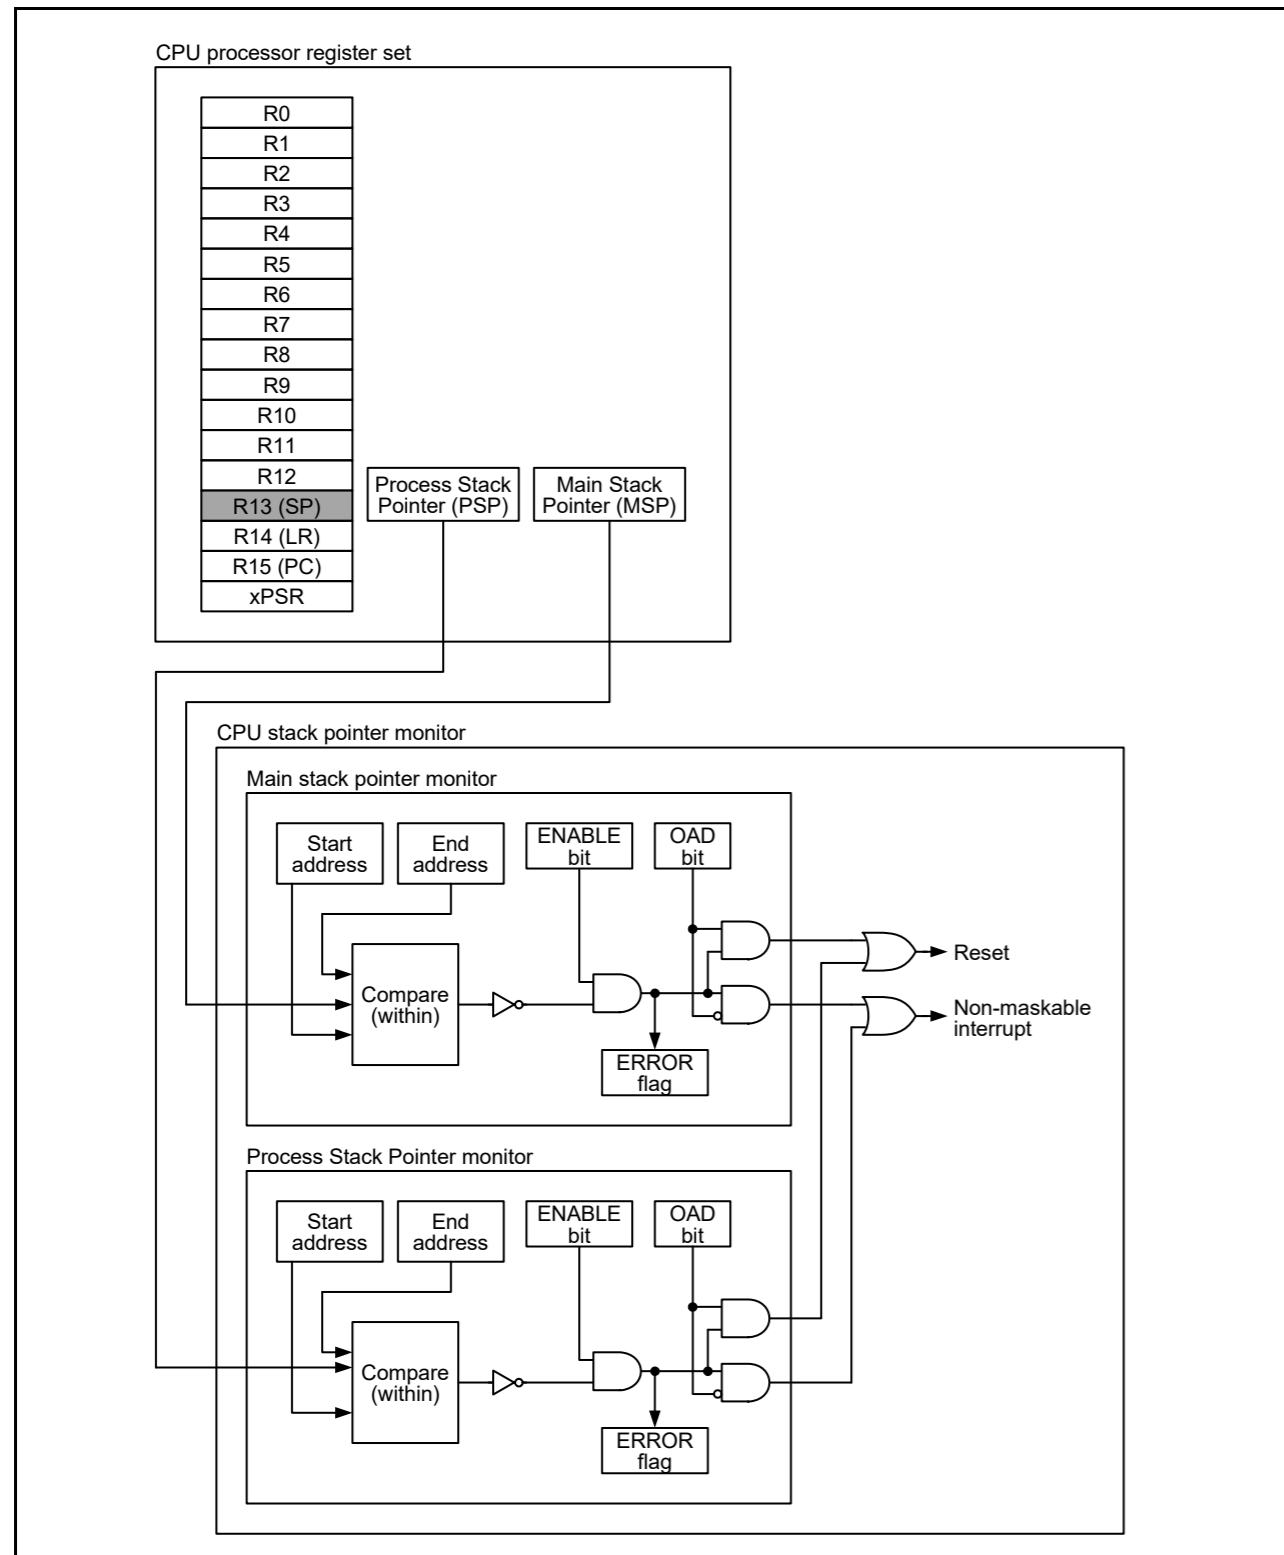 CPU processor register set
R0
R1
R2
R3
R4
R5
R6
R7
R8
R9
R10
R11
R12
R13 (SP)
R14 (LR)
R15 (PC)
xPSR
Process Stack
Pointer (PSP)
Main Stack
Pointer (MSP)
CPU stack pointer monitor
Main stack pointer monitor
Start
address
End
address
ENABLE
bit
OAD
bit
Compare
(within)
ERROR
flag
Reset
Non-maskable
interrupt
Process Stack Pointer monitor
Start
address
End
address
ENABLE
bit
OAD
bit
Compare
(within)
ERROR
flag